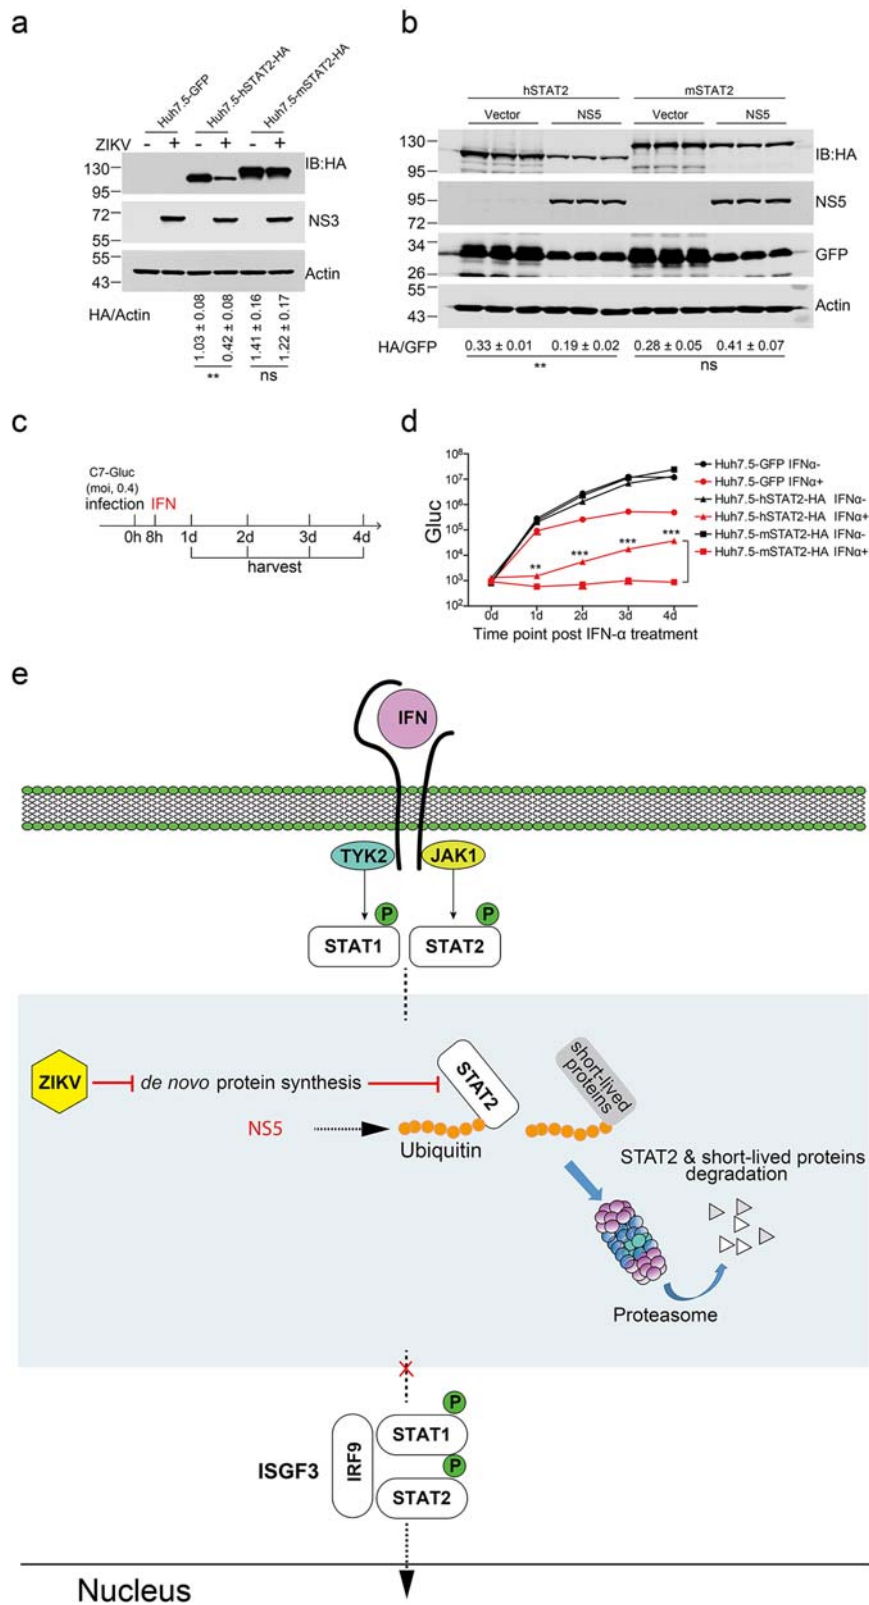 a
Huh7.5-GFP
Huh7.5-hSTAT2-HA
Huh7.5-mSTAT2-HA
ZIKV - + - + - +
130
95
IB:HA
72
55
NS3
55
43
Actin
HA/Actin
1.03 ± 0.08
0.42 ± 0.08
1.41 ± 0.16
1.22 ± 0.17
** ns
b
hSTAT2 mSTAT2
Vector NS5 Vector NS5
130
95
IB:HA
95
72
NS5
34
26
GFP
55
43
Actin
HA/GFP 0.33 ± 0.01 0.19 ± 0.02 0.28 ± 0.05 0.41 ± 0.07
** ns
c
C7-Gluc
(moi, 0.4)
infection IFN
0h 8h 1d 2d 3d 4d
harvest
d
Gluc
10⁸
10⁷
10⁶
10⁵
10⁴
10³
10²
** *** *** ***
0d 1d 2d 3d 4d
Time point post IFN-α treatment
Huh7.5-GFP IFNα-
Huh7.5-GFP IFNα+
Huh7.5-hSTAT2-HA IFNα-
Huh7.5-hSTAT2-HA IFNα+
Huh7.5-mSTAT2-HA IFNα-
Huh7.5-mSTAT2-HA IFNα+
e
IFN
TYK2 JAK1
P P
STAT1 STAT2
ZIKV de novo protein synthesis STAT2
short-lived
proteins
NS5
Ubiquitin
STAT2 & short-lived proteins
degradation
Proteasome
P
STAT1
ISGF3 IRF9
P
STAT2
Nucleus